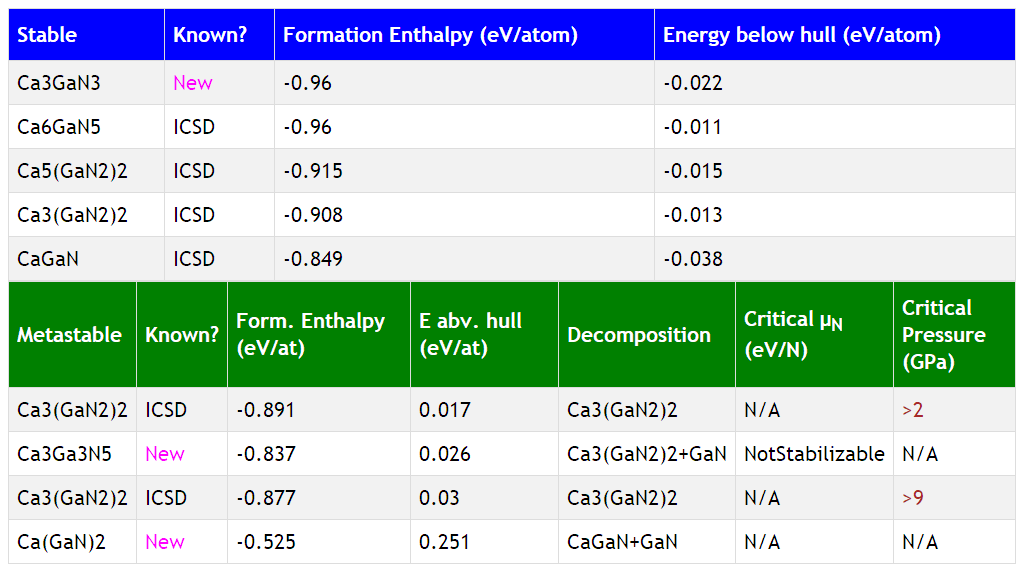 Stable Known? Formation Enthalpy (eV/atom) Energy below hull (eV/atom)
Ca3GaN3 New -0.96 -0.022
Ca6GaN5 ICSD -0.96 -0.011
Ca5(GaN2)2 ICSD -0.915 -0.015
Ca3(GaN2)2 ICSD -0.908 -0.013
CaGaN ICSD -0.849 -0.038
Metastable Known? Form. Enthalpy (eV/at) E abv. hull (eV/at) Decomposition Critical μN (eV/N) Critical Pressure (GPa)
Ca3(GaN2)2 ICSD -0.891 0.017 Ca3(GaN2)2 N/A >2
Ca3Ga3N5 New -0.837 0.026 Ca3(GaN2)2+GaN NotStabilizable N/A
Ca3(GaN2)2 ICSD -0.877 0.03 Ca3(GaN2)2 N/A >9
Ca(GaN)2 New -0.525 0.251 CaGaN+GaN N/A N/A